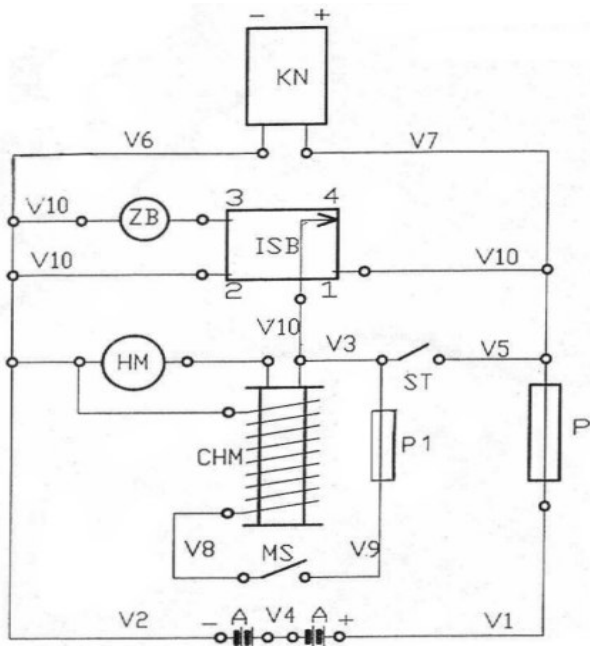 - +
KN
V6 V7
V10 ZB 3 4
ISB
V10 2 1 V10
V10
HM V3 ST V5
CHM P1 P
V8 MS V9
V2 - A V4 A + V1